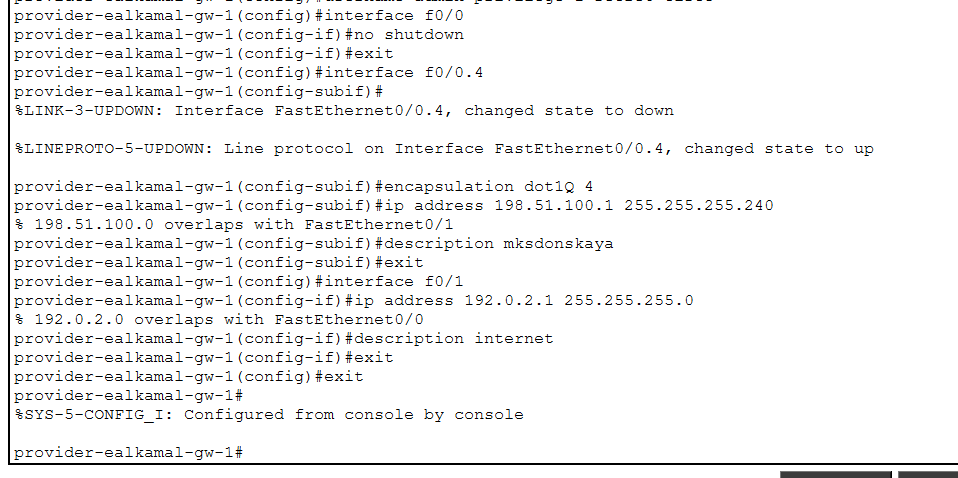 provider-ealkamal-gw-1(config)#interface f0/0
provider-ealkamal-gw-1(config-if)#no shutdown
provider-ealkamal-gw-1(config-if)#exit
provider-ealkamal-gw-1(config)#interface f0/0.4
provider-ealkamal-gw-1(config-subif)#
%LINK-3-UPDOWN: Interface FastEthernet0/0.4, changed state to down
%LINEPROTO-5-UPDOWN: Line protocol on Interface FastEthernet0/0.4, changed state to up
provider-ealkamal-gw-1(config-subif)#encapsulation dot1Q 4
provider-ealkamal-gw-1(config-subif)#ip address 198.51.100.1 255.255.255.240
% 198.51.100.0 overlaps with FastEthernet0/1
provider-ealkamal-gw-1(config-subif)#description mksdonskaya
provider-ealkamal-gw-1(config-subif)#exit
provider-ealkamal-gw-1(config)#interface f0/1
provider-ealkamal-gw-1(config-if)#ip address 192.0.2.1 255.255.255.0
% 192.0.2.0 overlaps with FastEthernet0/0
provider-ealkamal-gw-1(config-if)#description internet
provider-ealkamal-gw-1(config-if)#exit
provider-ealkamal-gw-1(config)#exit
provider-ealkamal-gw-1#
%SYS-5-CONFIG_I: Configured from console by console
provider-ealkamal-gw-1#